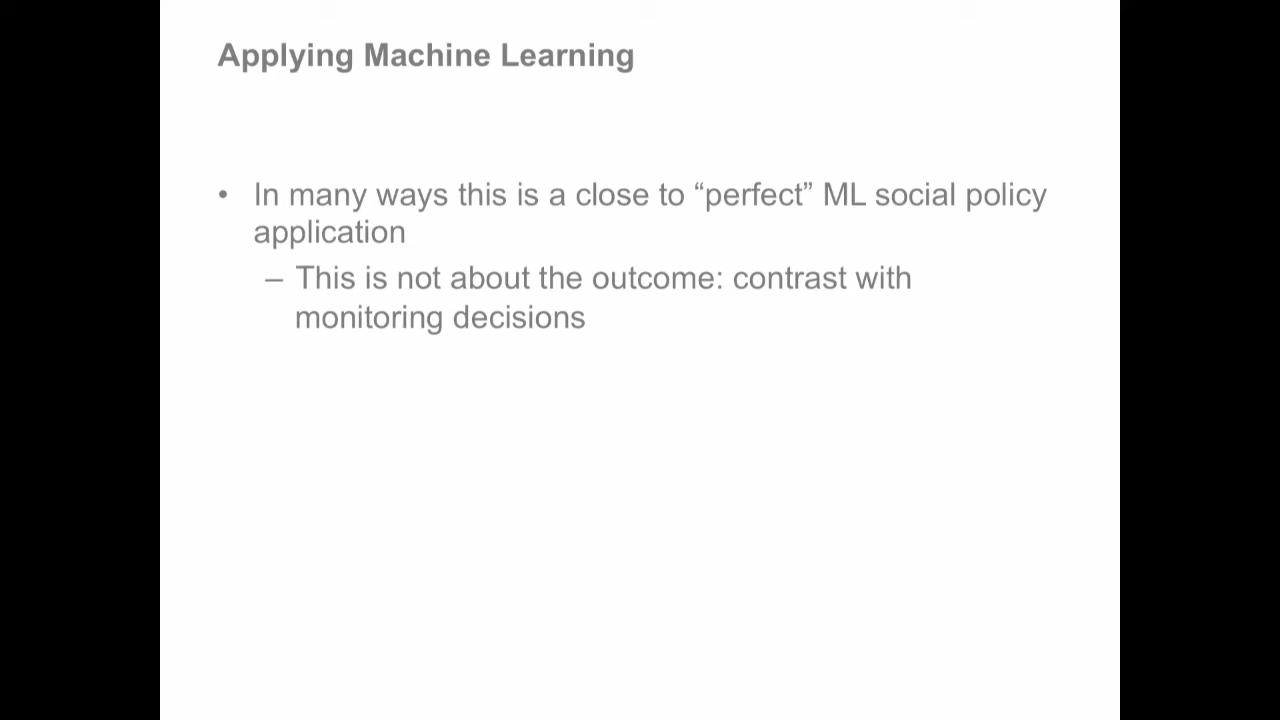 Applying Machine Learning
• In many ways this is a close to “perfect” ML social policy
application
– This is not about the outcome: contrast with
monitoring decisions